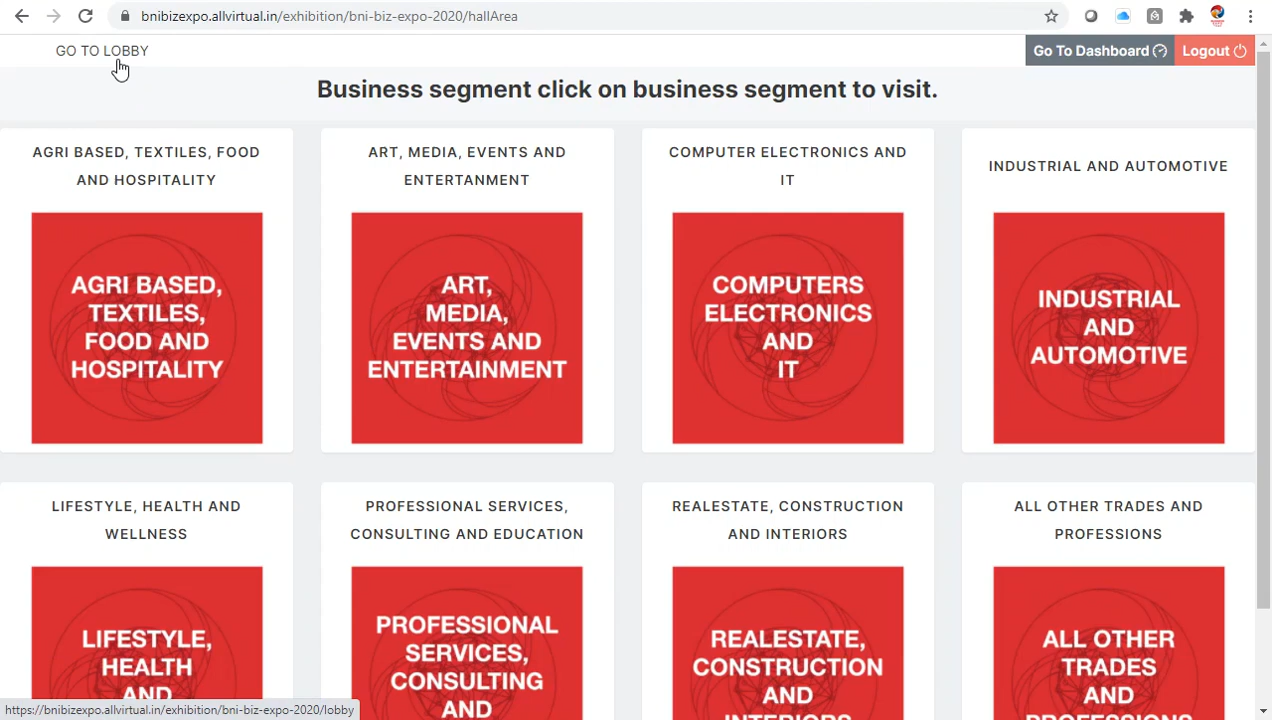 bnibizexpo.allvirtual.in/exhibition/bni-biz-expo-2020/hallArea
GO TO LOBBY
Go To Dashboard
Logout
Business segment click on business segment to visit.
AGRI BASED, TEXTILES, FOOD
AND HOSPITALITY
ART, MEDIA, EVENTS AND
ENTERTANMENT
COMPUTER ELECTRONICS AND
IT
INDUSTRIAL AND AUTOMOTIVE
AGRI BASED,
TEXTILES,
FOOD AND
HOSPITALITY
ART,
MEDIA,
EVENTS AND
ENTERTAINMENT
COMPUTERS
ELECTRONICS
AND
IT
INDUSTRIAL
AND
AUTOMOTIVE
LIFESTYLE, HEALTH AND
WELLNESS
PROFESSIONAL SERVICES,
CONSULTING AND EDUCATION
REALESTATE, CONSTRUCTION
AND INTERIORS
ALL OTHER TRADES AND
PROFESSIONS
LIFESTYLE,
HEALTH
AND
PROFESSIONAL
SERVICES,
CONSULTING
AND
REALESTATE,
CONSTRUCTION
AND
INTERIORS
ALL OTHER
TRADES
AND
PROFESSIONS
https://bnibizexpo.allvirtual.in/exhibition/bni-biz-expo-2020/lobby